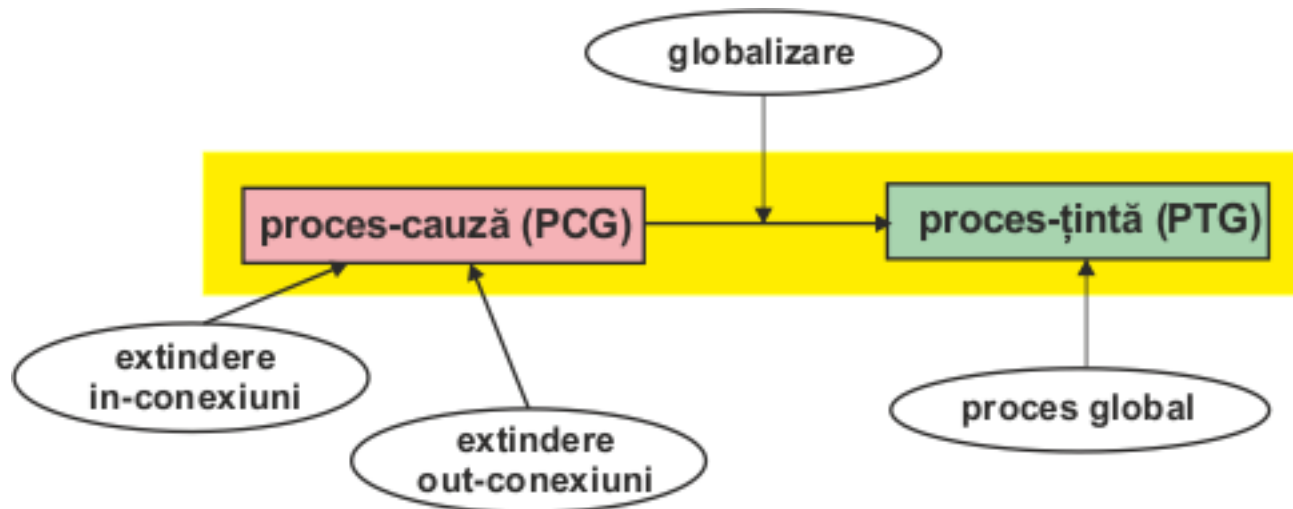 globalizare
proces-cauză (PCG)
proces-țintă (PTG)
extindere
in-conexiuni
extindere
out-conexiuni
proces global